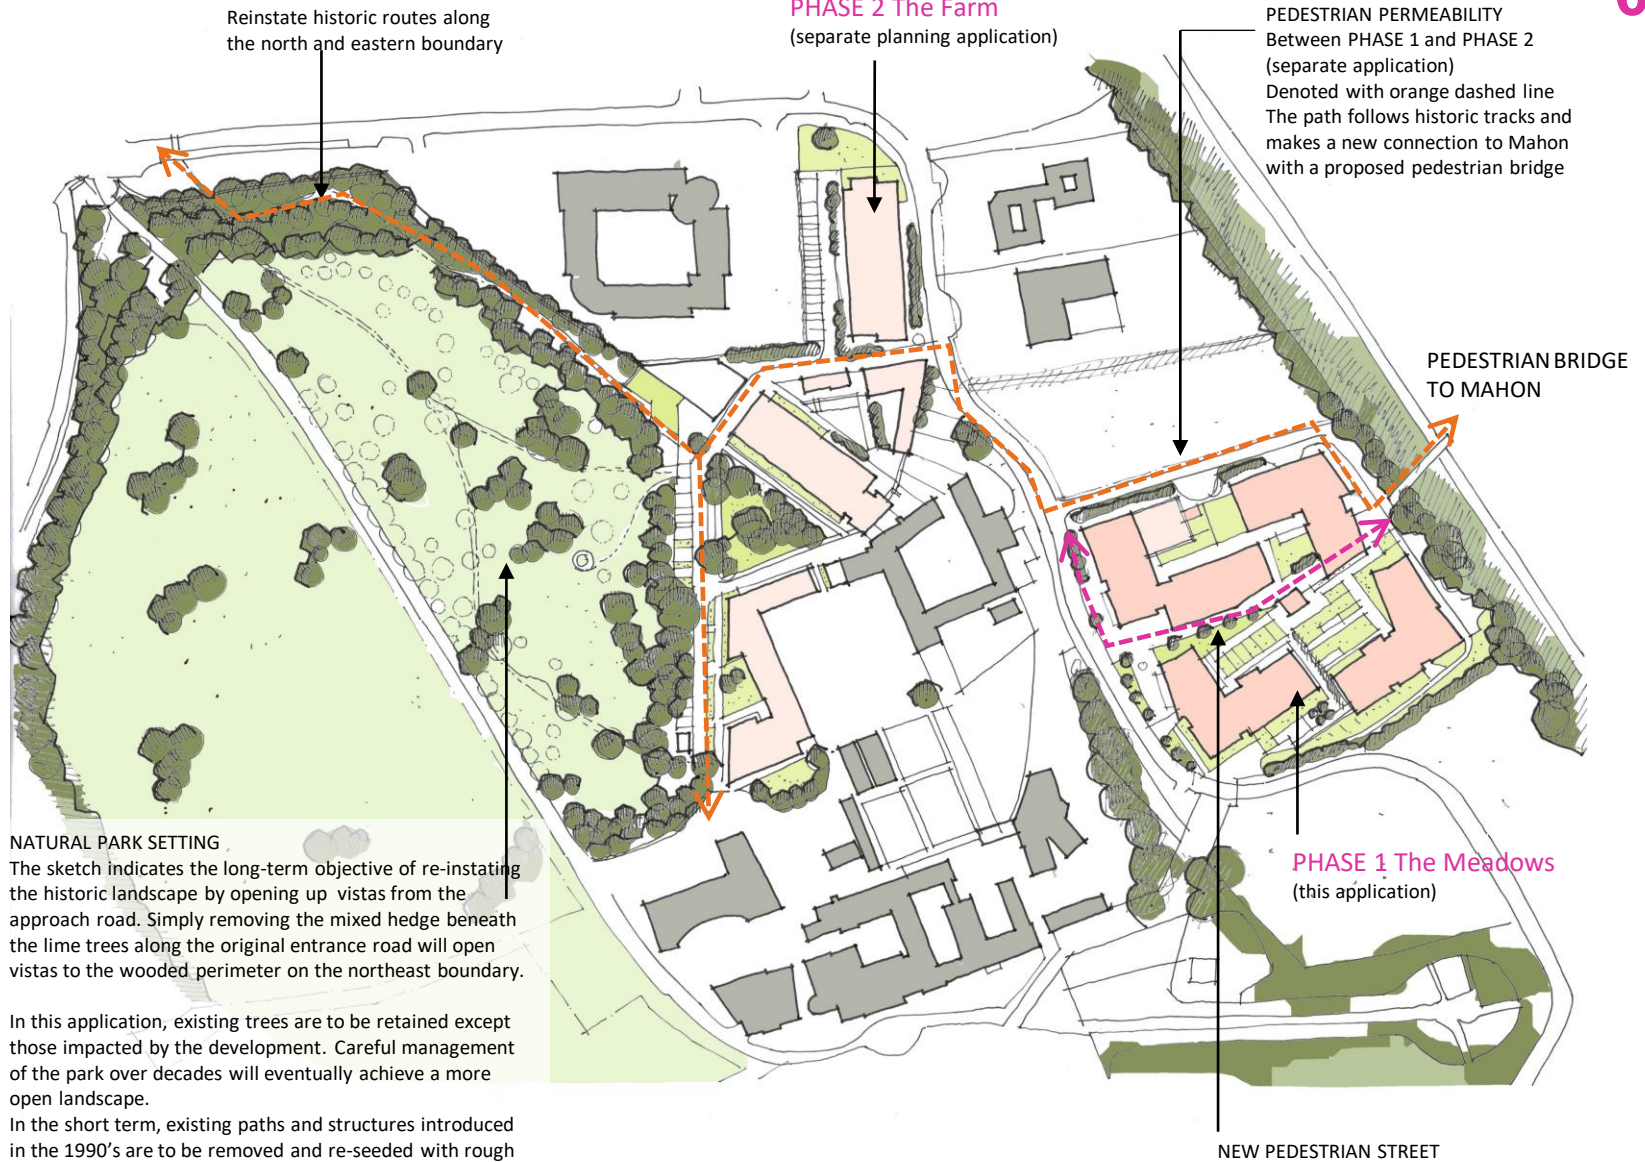 Reinstate historic routes along
the north and eastern boundary
PHASE 2 The Farm
(separate planning application)
PEDESTRIAN PERMEABILITY
Between PHASE 1 and PHASE 2
(separate application)
Denoted with orange dashed line
The path follows historic tracks and
makes a new connection to Mahon
with a proposed pedestrian bridge
PEDESTRIAN BRIDGE
TO MAHON
NATURAL PARK SETTING
The sketch indicates the long-term objective of re-instating
the historic landscape by opening up vistas from the
approach road. Simply removing the mixed hedge beneath
the lime trees along the original entrance road will open
vistas to the wooded perimeter on the northeast boundary.
In this application, existing trees are to be retained except
those impacted by the development. Careful management
of the park over decades will eventually achieve a more
open landscape.
In the short term, existing paths and structures introduced
in the 1990's are to be removed and re-seeded with rough
PHASE 1 The Meadows
(this application)
NEW PEDESTRIAN STREET